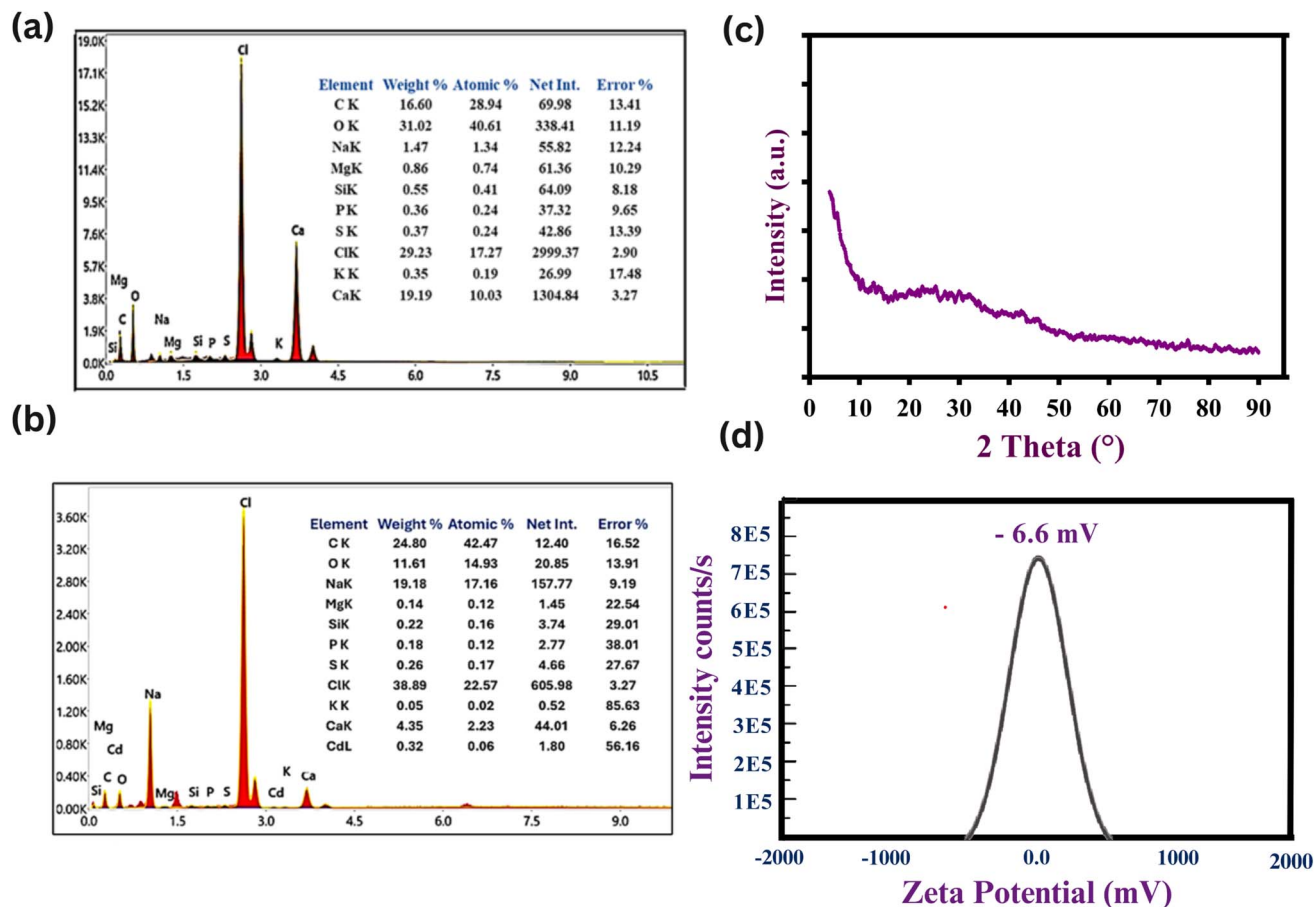 (a)
19.0K
17.1K
15.2K
13.3K
11.4K
9.5K
7.6K
5.7K
3.8K
1.9K
0.0K
Cl
Ca
Mg
C
O
Si
Na
Mg
Si
P
S
K
0.0 1.5 3.0 4.5 6.0 7.5 9.0 10.5
Element Weight % Atomic % Net Int. Error %
C K 16.60 28.94 69.98 13.41
O K 31.02 40.61 338.41 11.19
NaK 1.47 1.34 55.82 12.24
MgK 0.86 0.74 61.36 10.29
SiK 0.55 0.41 64.09 8.18
P K 0.36 0.24 37.32 9.65
S K 0.37 0.24 42.86 13.39
ClK 29.23 17.27 2999.37 2.90
K K 0.35 0.19 26.99 17.48
CaK 19.19 10.03 1304.84 3.27
(b)
3.60K
3.20K
2.80K
2.40K
2.00K
1.60K
1.20K
0.80K
0.40K
0.00K
Cl
Na
Mg
Cd
C
O
Si
Mg
Si
P
S
Cd
K
Ca
0.0 1.5 3.0 4.5 6.0 7.5 9.0
Element Weight % Atomic % Net Int. Error %
C K 24.80 42.47 12.40 16.52
O K 11.61 14.93 20.85 13.91
NaK 19.18 17.16 157.77 9.19
MgK 0.14 0.12 1.45 22.54
SiK 0.22 0.16 3.74 29.01
P K 0.18 0.12 2.77 38.01
S K 0.26 0.17 4.66 27.67
ClK 38.89 22.57 605.98 3.27
K K 0.05 0.02 0.52 85.63
CaK 4.35 2.23 44.01 6.26
CdL 0.32 0.06 1.80 56.16
(c)
Intensity (a.u.)
0 10 20 30 40 50 60 70 80 90
2 Theta (°)
(d)
- 6.6 mV
Intensity counts/s
8E5
7E5
6E5
5E5
4E5
3E5
2E5
1E5
-2000 -1000 0.0 1000 2000
Zeta Potential (mV)